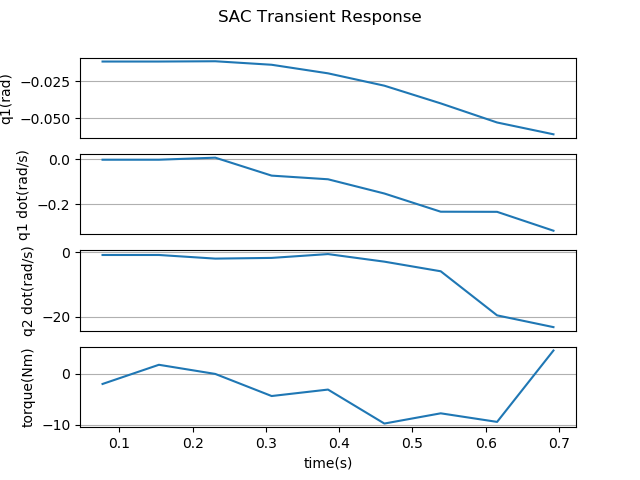 SAC Transient Response
q1(rad)
−0.025
−0.050
q1 dot(rad/s)
0.0
−0.2
q2 dot(rad/s)
0
−20
torque(Nm)
0
−10
0.1 0.2 0.3 0.4 0.5 0.6 0.7
time(s)